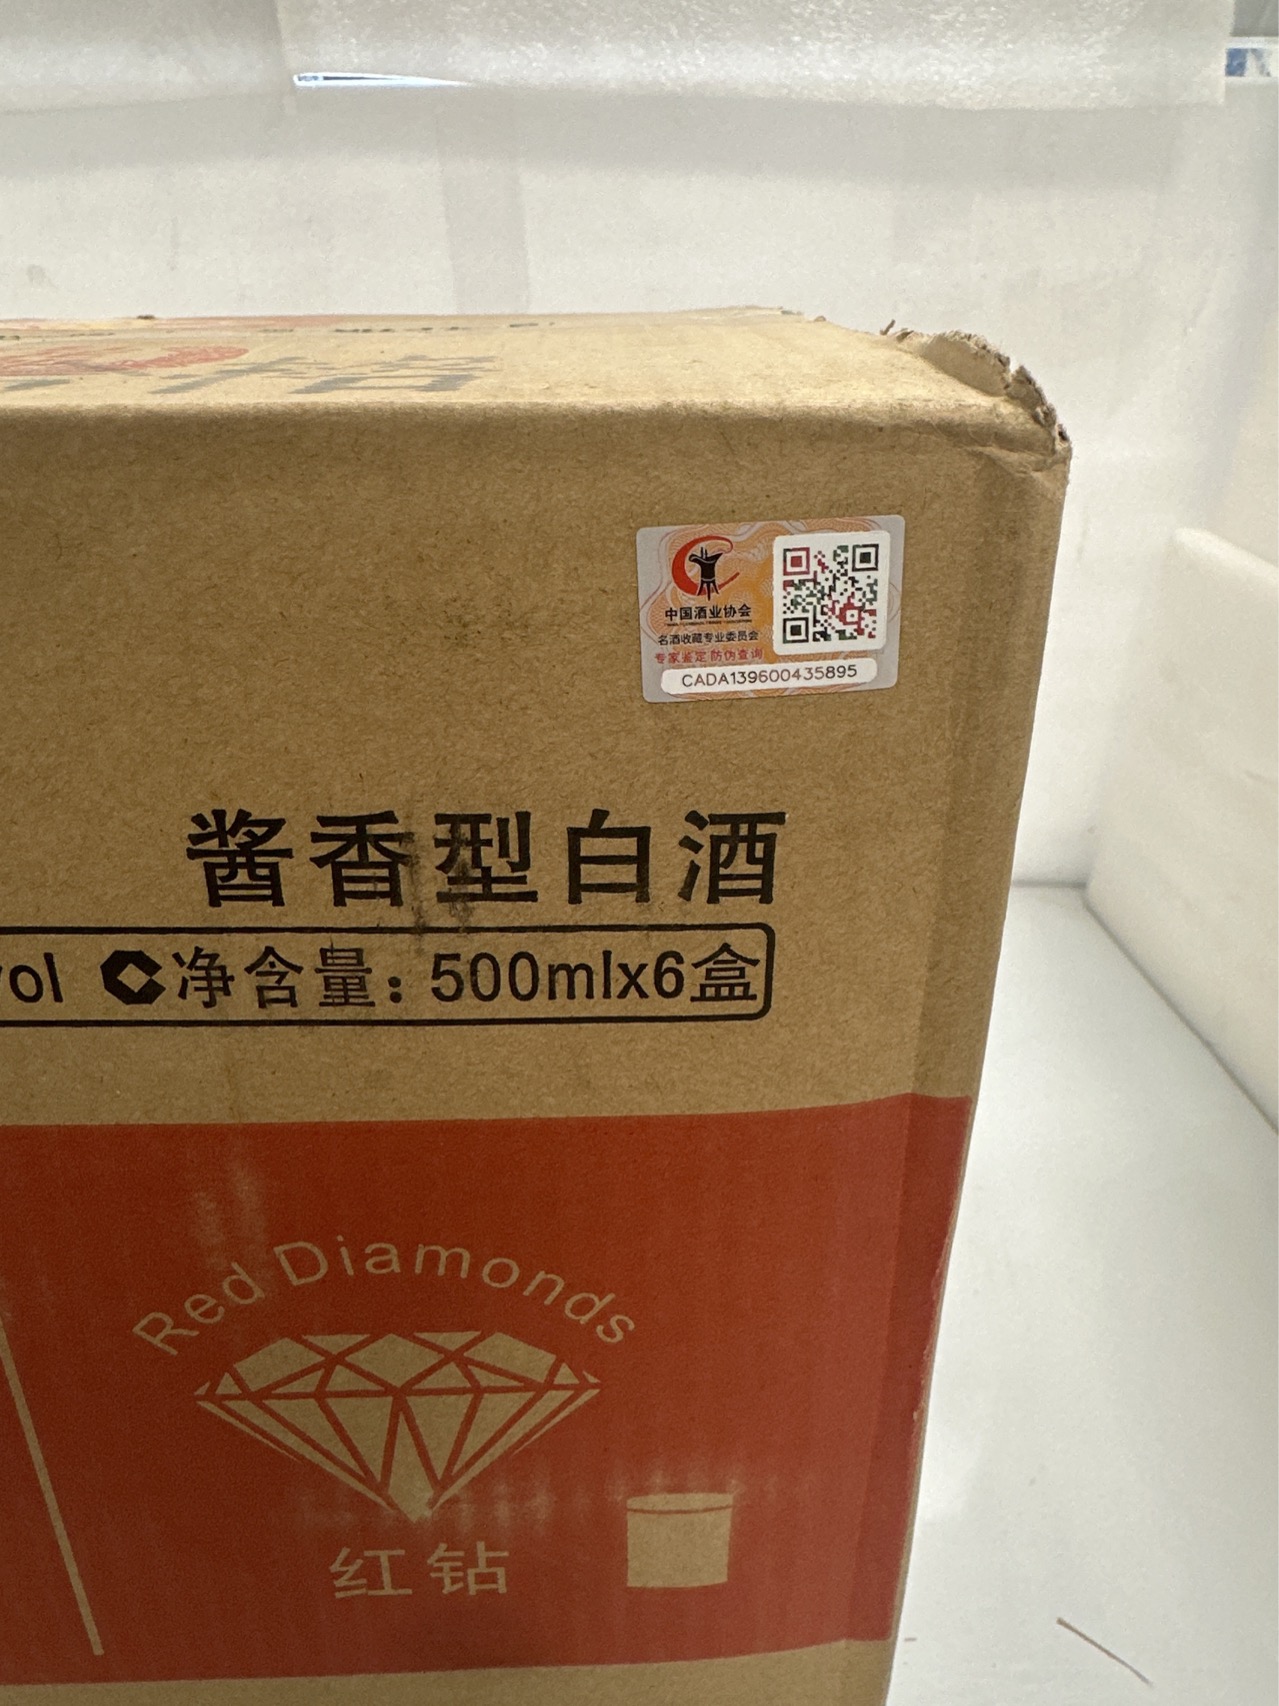 中国酒业协会
名酒收藏专业委员会
专家鉴定 防伪查询
CADA139600435895
酱香型白酒
vol 净含量：500mlx6盒
Red Diamonds
红钻